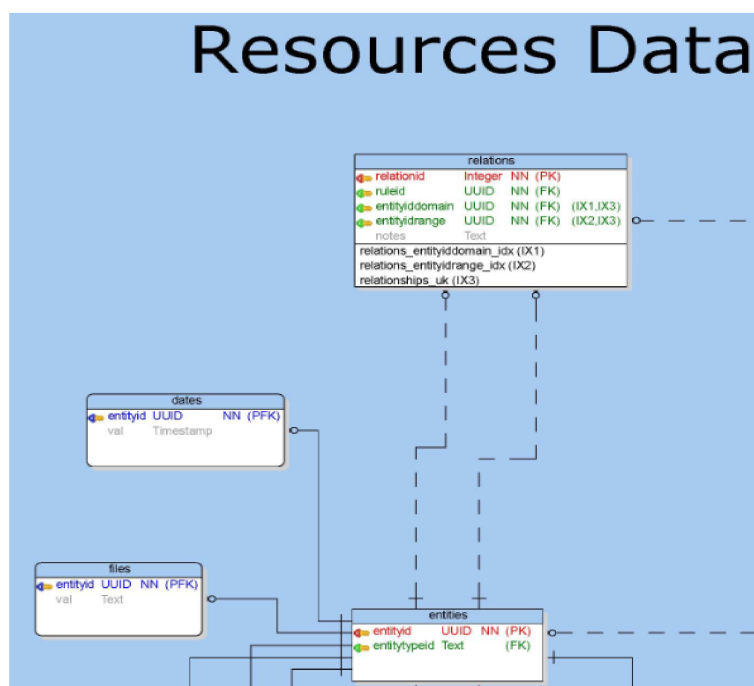 Resources Data
relations
relationid Integer NN (PK)
ruleid UUID NN (FK)
entityiddomain UUID NN (FK) (IX1,IX3)
entityidrange UUID NN (FK) (IX2,IX3)
notes Text
relations_entityiddomain_idx (IX1)
relations_entityidrange_idx (IX2)
relationships_uk (IX3)
dates
entityid UUID NN (PFK)
val Timestamp
files
entityid UUID NN (PFK)
val Text
entities
entityid UUID NN (PK)
entitytypeid Text (FK)